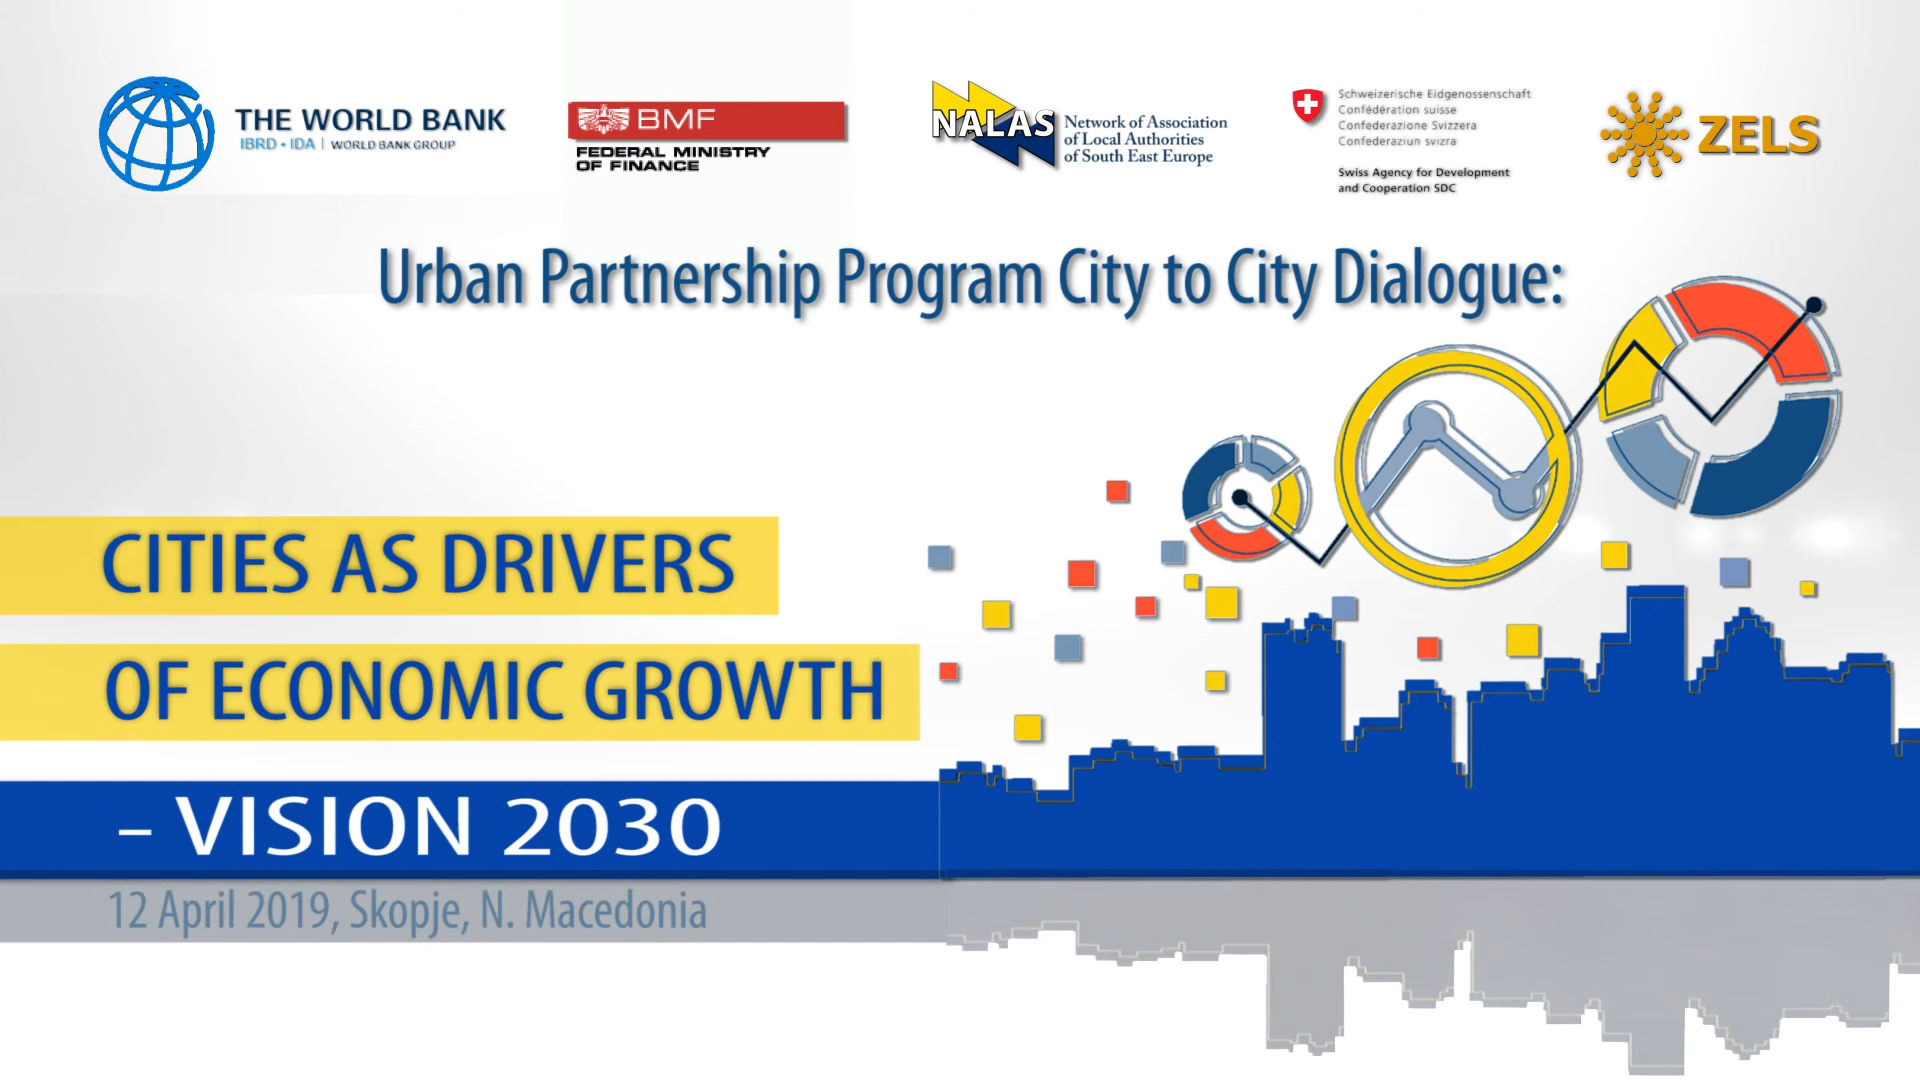 THE WORLD BANK
IBRD • IDA | WORLD BANK GROUP
BMF
FEDERAL MINISTRY
OF FINANCE
NALAS
Network of Association
of Local Authorities
of South East Europe
Schweizerische Eidgenossenschaft
Confédération suisse
Confederazione Svizzera
Confederaziun svizra
Swiss Agency for Development
and Cooperation SDC
ZELS
Urban Partnership Program City to City Dialogue:
CITIES AS DRIVERS
OF ECONOMIC GROWTH
– VISION 2030
12 April 2019, Skopje, N. Macedonia